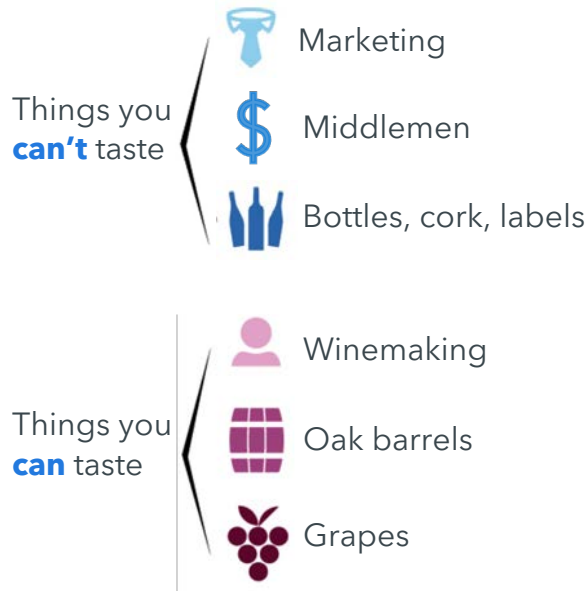 Marketing
Things you
can't taste
Middlemen
Bottles, cork, labels
Winemaking
Things you
can taste
Oak barrels
Grapes